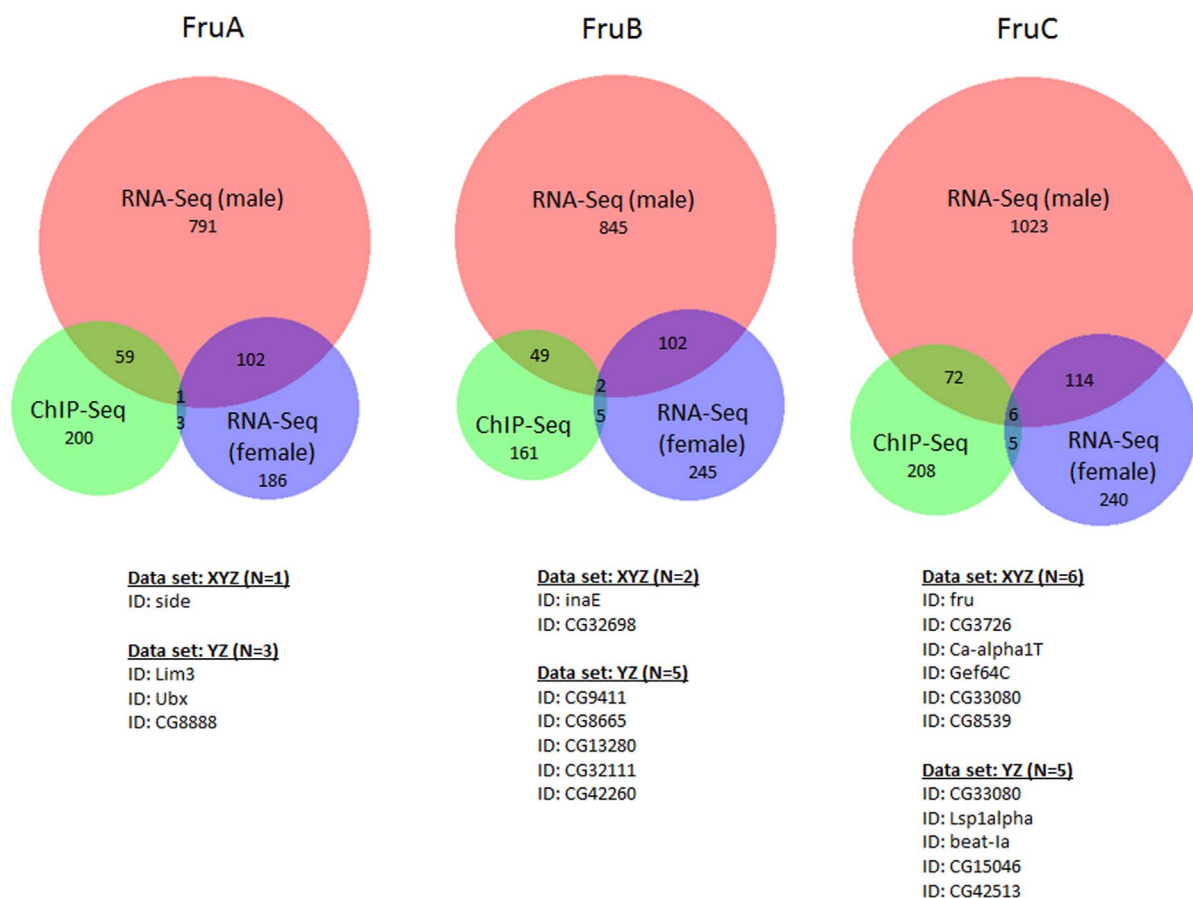 FruA
RNA-Seq (male)
791
59
102
1
3
ChIP-Seq
200
RNA-Seq
(female)
186
Data set: XYZ (N=1)
ID: side
Data set: YZ (N=3)
ID: Lim3
ID: Ubx
ID: CG8888
FruB
RNA-Seq (male)
845
49
102
2
5
ChIP-Seq
161
RNA-Seq
(female)
245
Data set: XYZ (N=2)
ID: inaE
ID: CG32698
Data set: YZ (N=5)
ID: CG9411
ID: CG8665
ID: CG13280
ID: CG32111
ID: CG42260
FruC
RNA-Seq (male)
1023
72
114
6
5
ChIP-Seq
208
RNA-Seq
(female)
240
Data set: XYZ (N=6)
ID: fru
ID: CG3726
ID: Ca-alpha1T
ID: Gef64C
ID: CG33080
ID: CG8539
Data set: YZ (N=5)
ID: CG33080
ID: Lsp1alpha
ID: beat-Ia
ID: CG15046
ID: CG42513